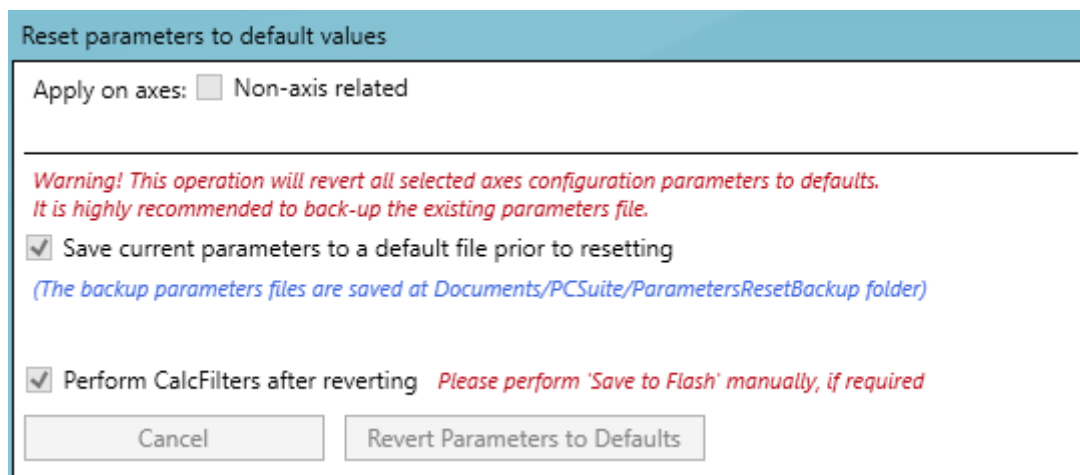 Reset parameters to default values
Apply on axes: Non-axis related
Warning! This operation will revert all selected axes configuration parameters to defaults.
It is highly recommended to back-up the existing parameters file.
Save current parameters to a default file prior to resetting
(The backup parameters files are saved at Documents/PCSuite/ParametersResetBackup folder)
Perform CalcFilters after reverting Please perform 'Save to Flash' manually, if required
Cancel Revert Parameters to Defaults